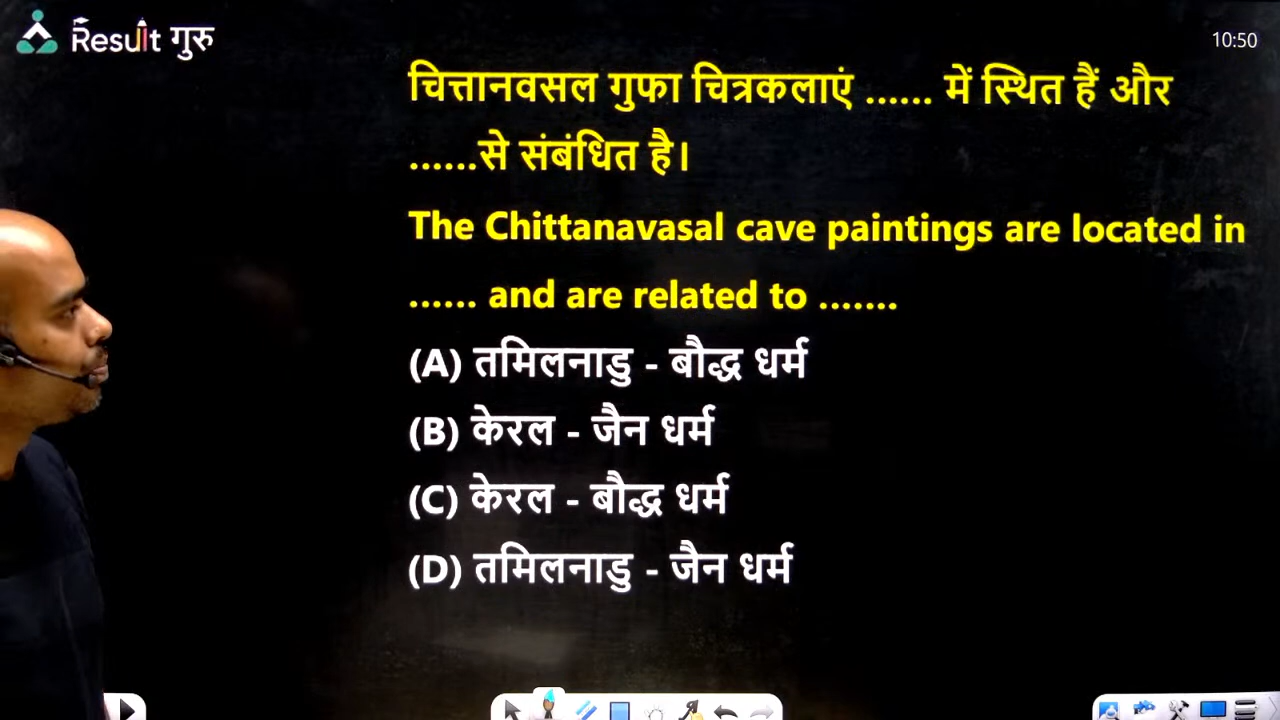 Result गुरु
10:50
चित्तानवसल गुफा चित्रकलाएं ...... में स्थित हैं और
......से संबंधित है।
The Chittanavasal cave paintings are located in
...... and are related to .......
(A) तमिलनाडु - बौद्ध धर्म
(B) केरल - जैन धर्म
(C) केरल - बौद्ध धर्म
(D) तमिलनाडु - जैन धर्म